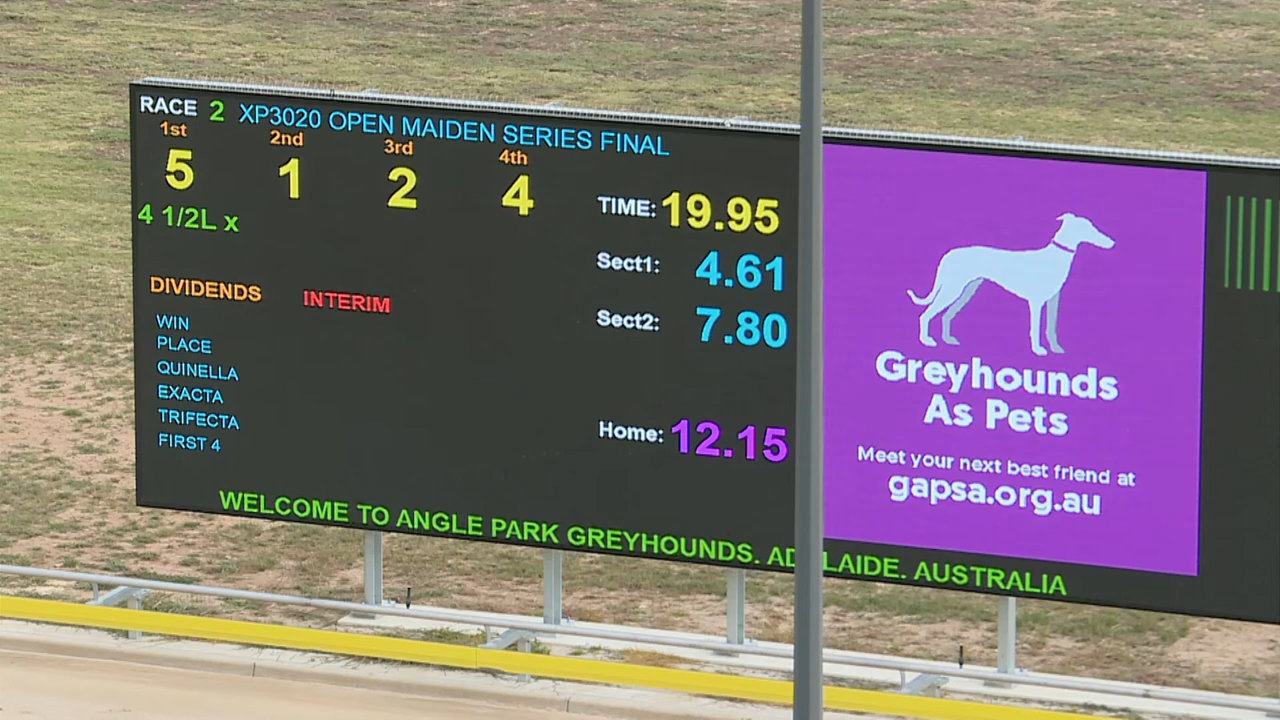 RACE 2 XP3020 OPEN MAIDEN SERIES FINAL
1st 2nd 3rd 4th
5 1 2 4
4 1/2L x
TIME: 19.95
Sect1: 4.61
Sect2: 7.80
Home: 12.15
DIVIDENDS INTERIM
WIN
PLACE
QUINELLA
EXACTA
TRIFECTA
FIRST 4
WELCOME TO ANGLE PARK GREYHOUNDS. ADELAIDE. AUSTRALIA
Greyhounds
As Pets
Meet your next best friend at
gapsa.org.au